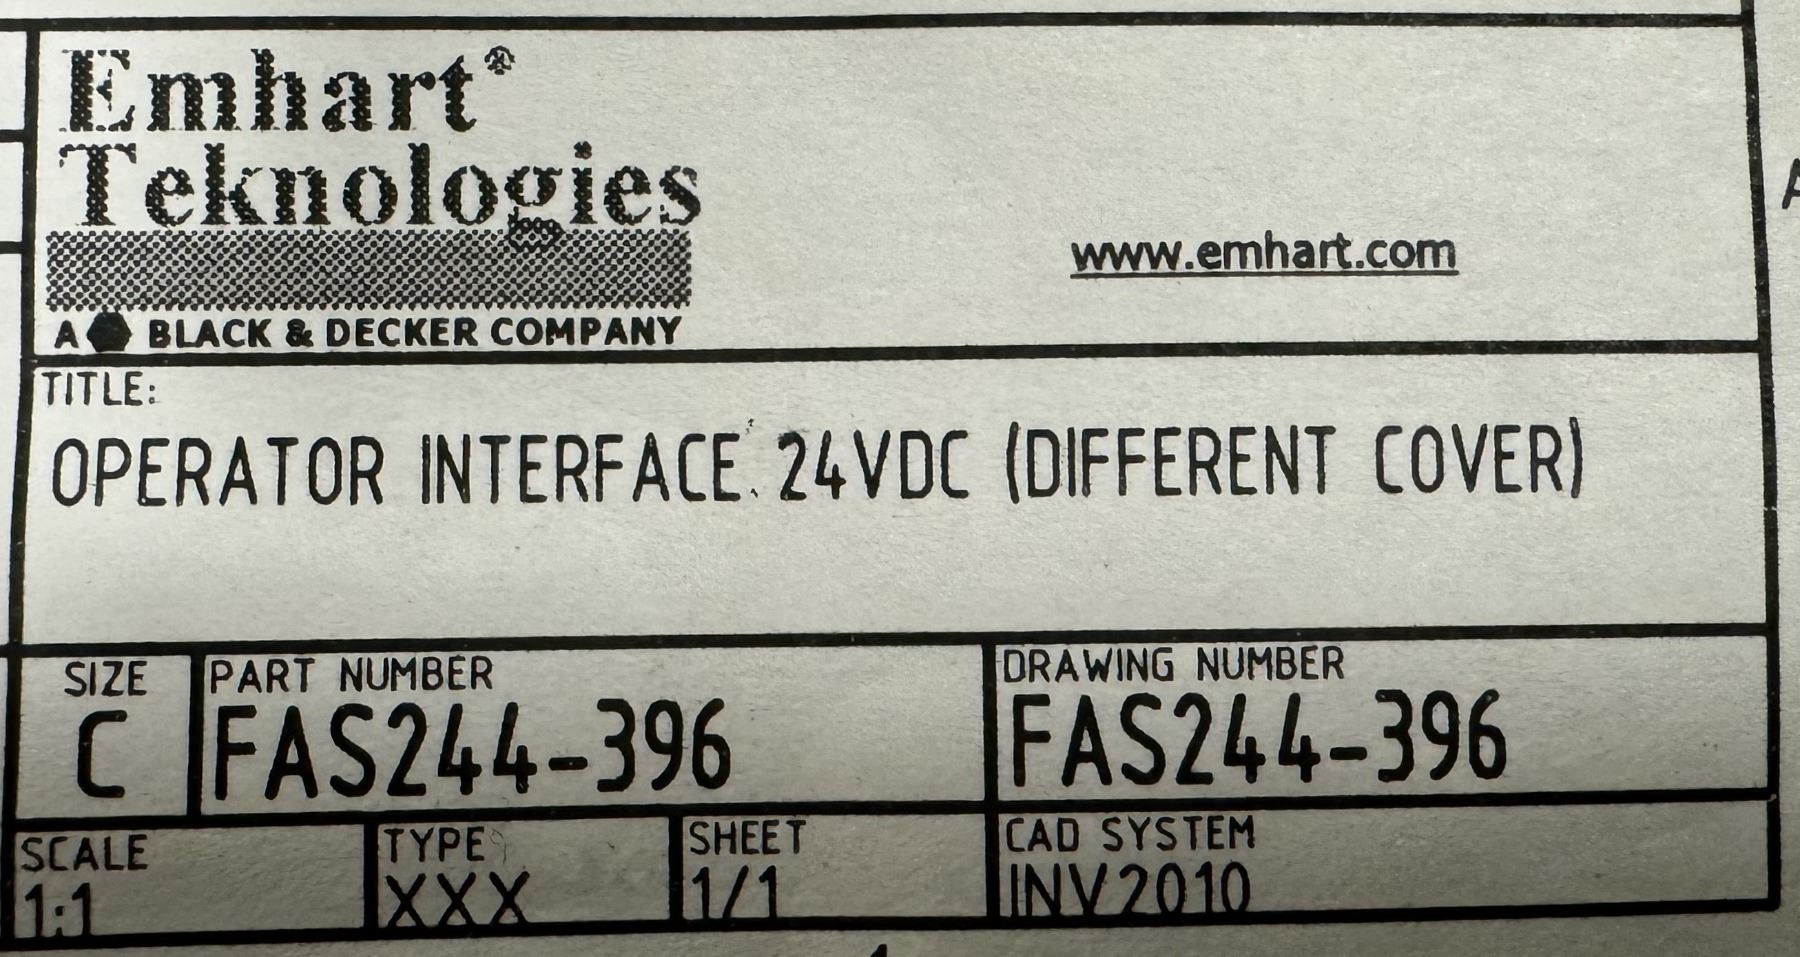 Emhart®
Teknologies
www.emhart.com
A BLACK & DECKER COMPANY
TITLE:
OPERATOR INTERFACE 24VDC (DIFFERENT COVER)
SIZE
C
PART NUMBER
FAS244-396
DRAWING NUMBER
FAS244-396
SCALE
1:1
TYPE
XXX
SHEET
1/1
CAD SYSTEM
INV2010